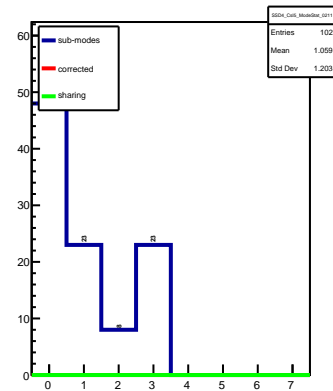 SSD4_Col5_ModeStat_0211
Entries 102
Mean 1.059
Std Dev 1.203
sub-modes
corrected
sharing
60
50
40
30
20
10
0
23
8
23
0 1 2 3 4 5 6 7